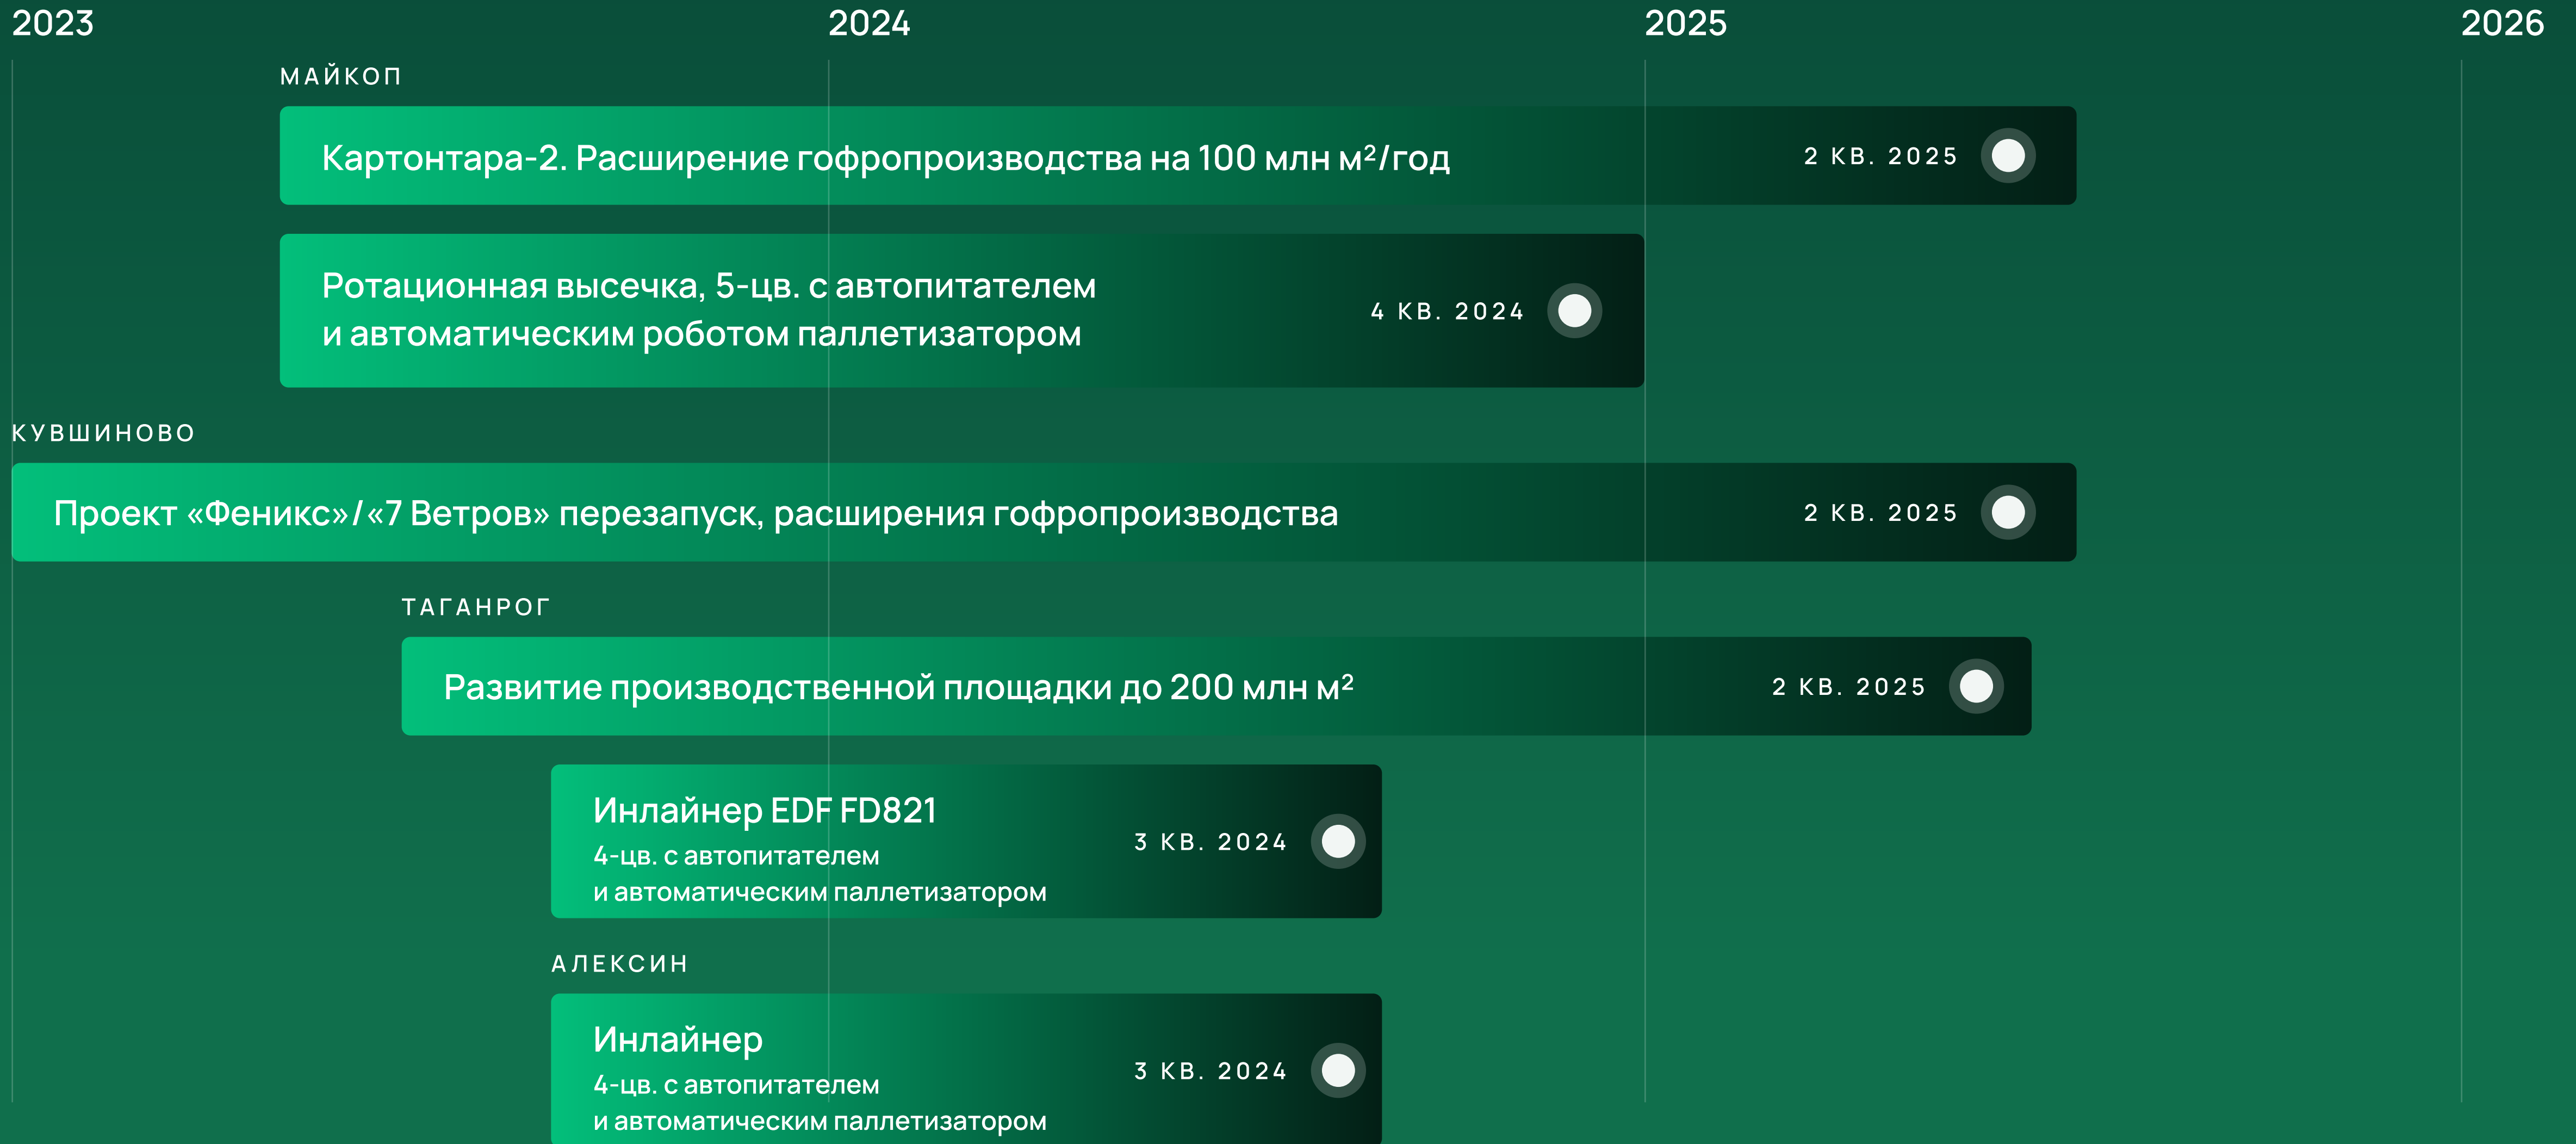 2023 2024 2025 2026
МАЙКОП
Картонтара-2. Расширение гофропроизводства на 100 млн м²/год 2 КВ. 2025
Ротационная высечка, 5-цв. с автопитателем
и автоматическим роботом паллетизатором
4 КВ. 2024
КУВШИНОВО
Проект «Феникс»/«7 Ветров» перезапуск, расширения гофропроизводства 2 КВ. 2025
ТАГАНРОГ
Развитие производственной площадки до 200 млн м² 2 КВ. 2025
Инлайнер EDF FD821
4-цв. с автопитателем
и автоматическим паллетизатором
3 КВ. 2024
АЛЕКСИН
Инлайнер
4-цв. с автопитателем
и автоматическим паллетизатором
3 КВ. 2024